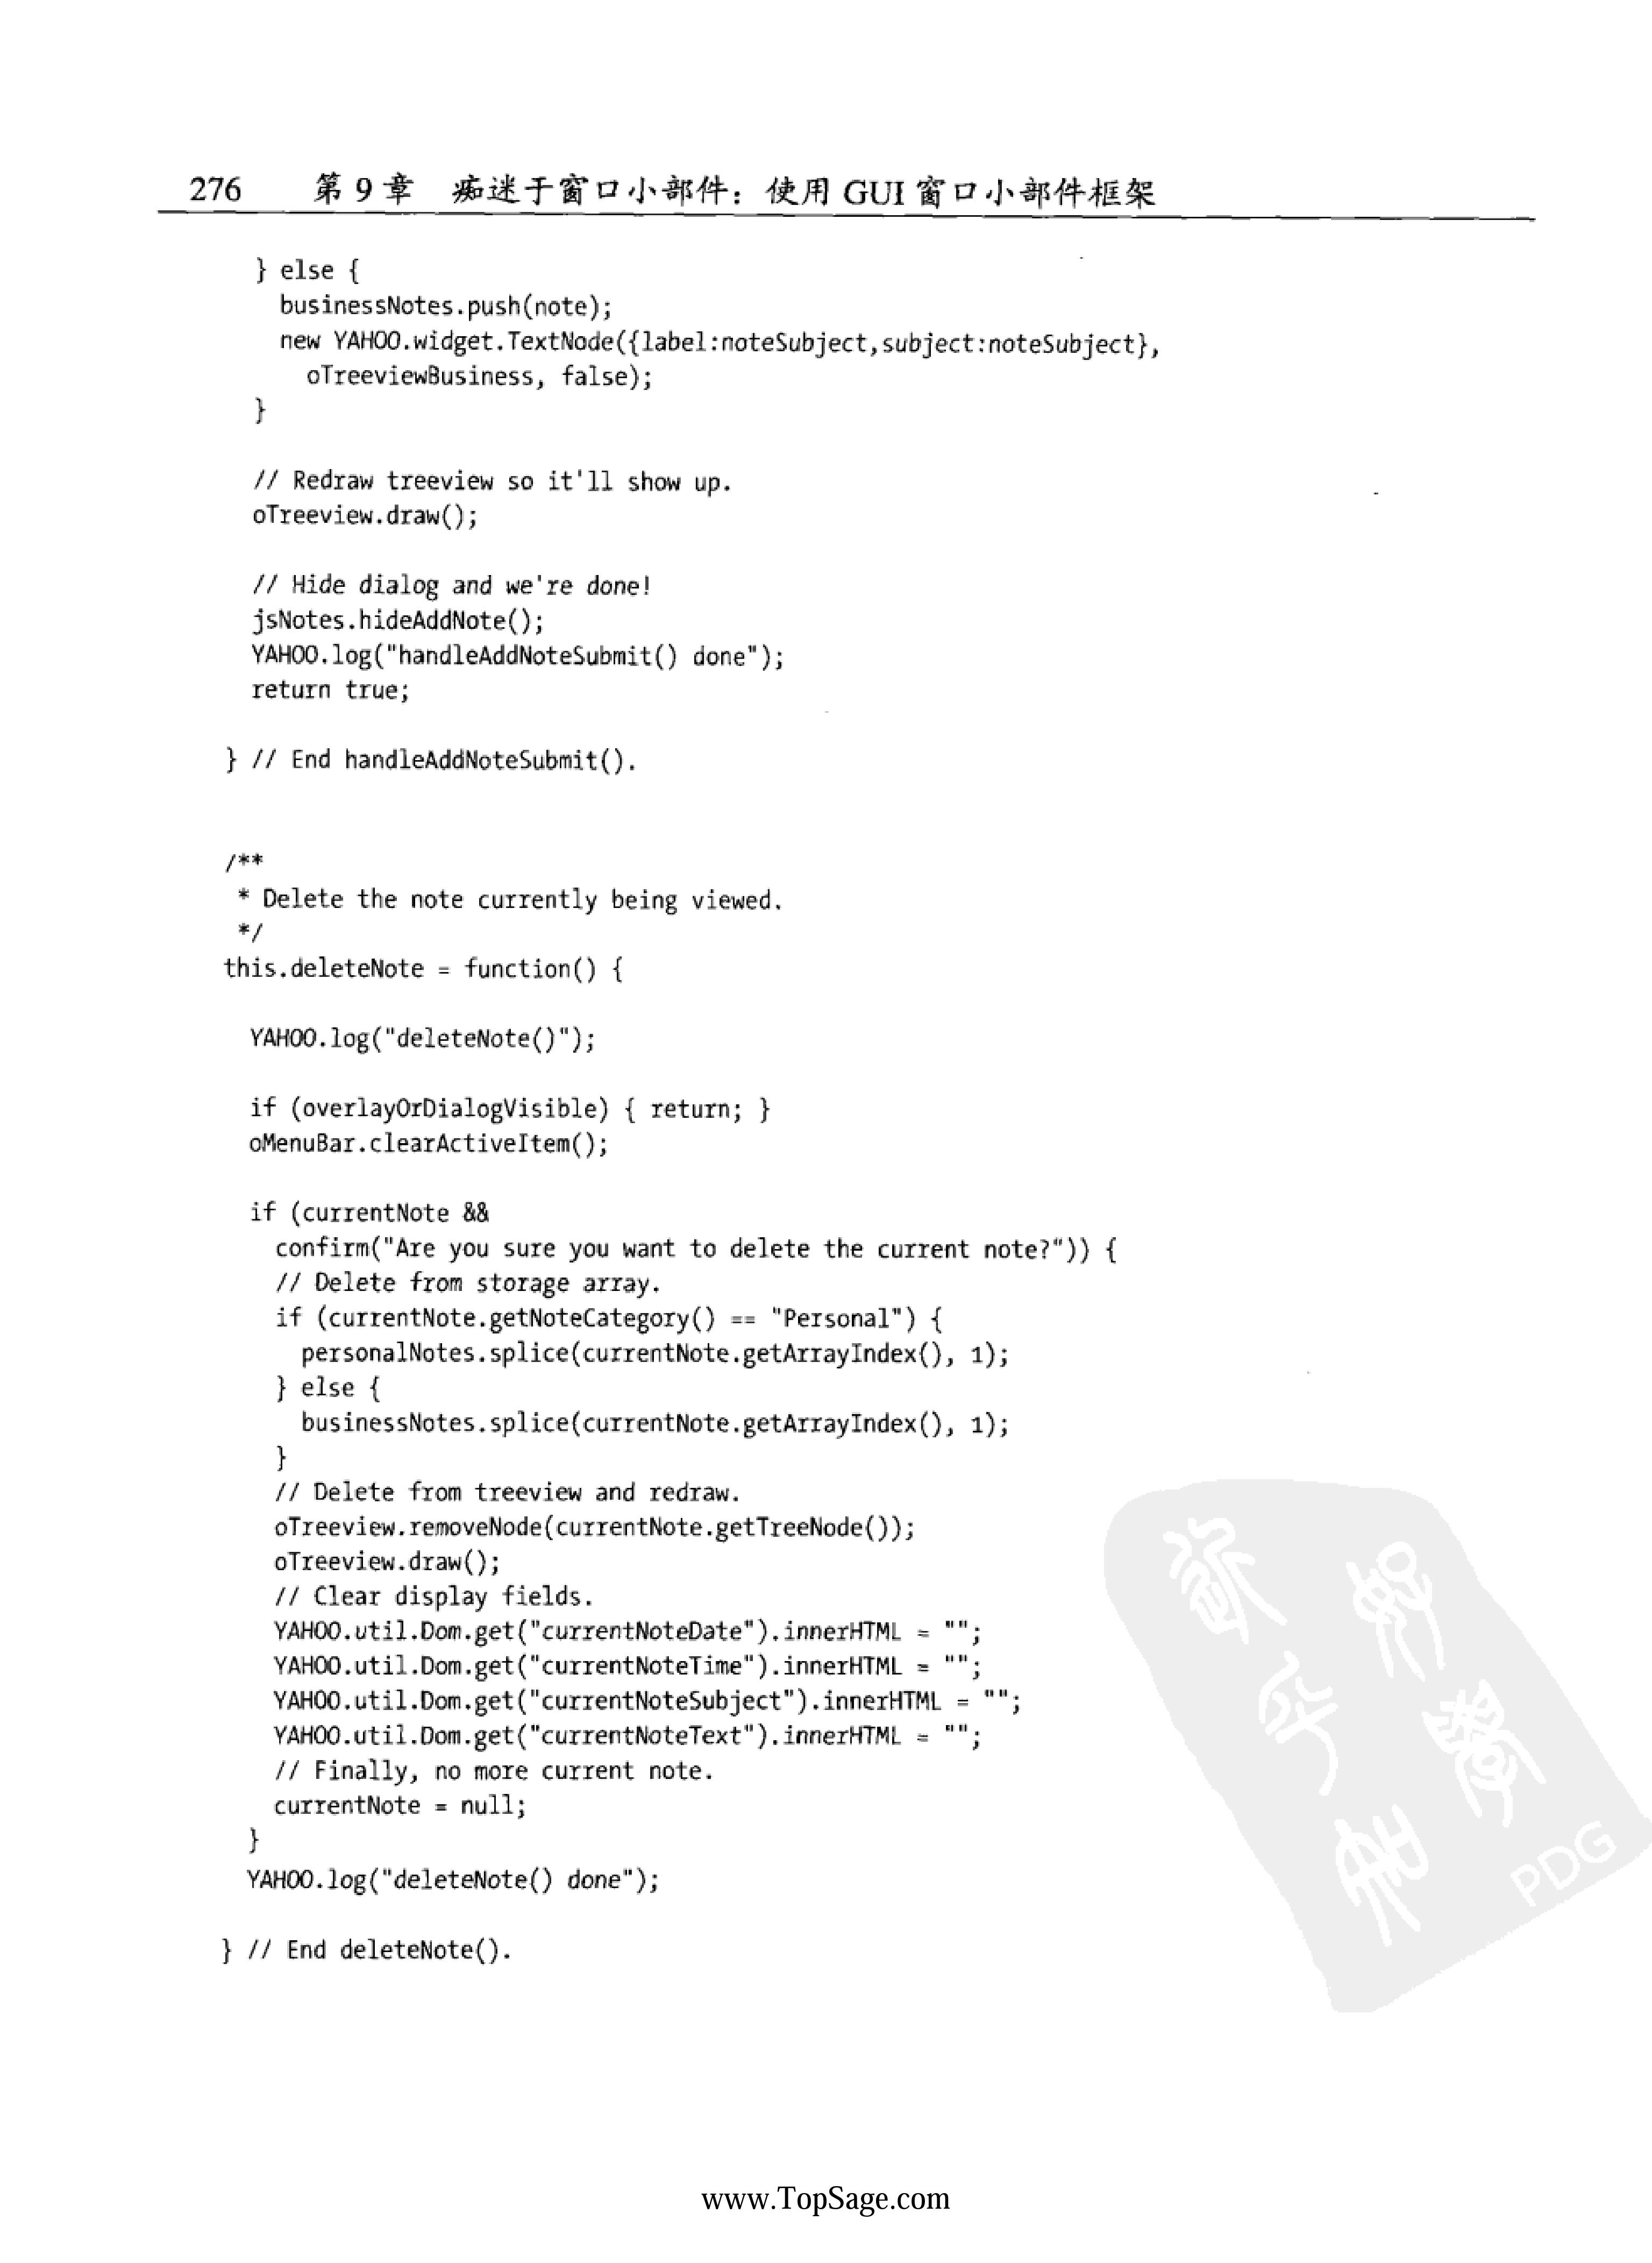 276 第 9 章 痴迷于窗口小部件：使用 GUI 窗口小部件框架
} else {
businessNotes.push(note);
new YAHOO.widget.TextNode({label:noteSubject,subject:noteSubject},
oTreeviewBusiness, false);
}
// Redraw treeview so it'll show up.
oTreeview.draw();
// Hide dialog and we're done!
jsNotes.hideAddNote();
YAHOO.log("handleAddNoteSubmit() done");
return true;
} // End handleAddNoteSubmit().
/**
* Delete the note currently being viewed.
*/
this.deleteNote = function() {
YAHOO.log("deleteNote()");
if (overlayOrDialogVisible) { return; }
oMenuBar.clearActiveItem();
if (currentNote &&
confirm("Are you sure you want to delete the current note?")) {
// Delete from storage array.
if (currentNote.getNoteCategory() == "Personal") {
personalNotes.splice(currentNote.getArrayIndex(), 1);
} else {
businessNotes.splice(currentNote.getArrayIndex(), 1);
}
// Delete from treeview and redraw.
oTreeview.removeNode(currentNote.getTreeNode());
oTreeview.draw();
// Clear display fields.
YAHOO.util.Dom.get("currentNoteDate").innerHTML = "";
YAHOO.util.Dom.get("currentNoteTime").innerHTML = "";
YAHOO.util.Dom.get("currentNoteSubject").innerHTML = "";
YAHOO.util.Dom.get("currentNoteText").innerHTML = "";
// Finally, no more current note.
currentNote = null;
}
YAHOO.log("deleteNote() done");
} // End deleteNote().
PDG
www.TopSage.com